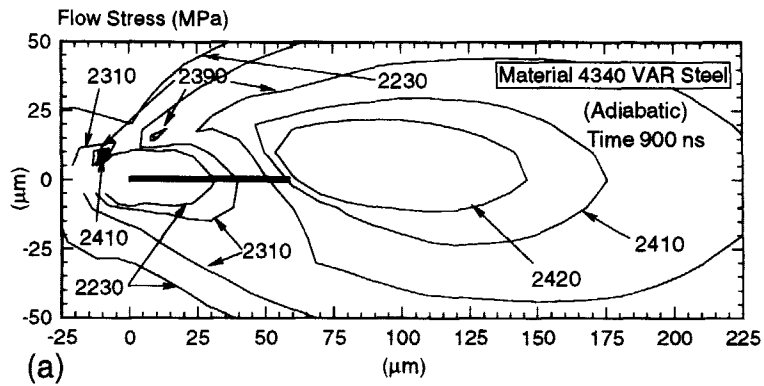 Flow Stress (MPa)
50
2310
2390
2230
Material 4340 VAR Steel
25
(Adiabatic)
Time 900 ns
(μm)
0
2410
2310
2410
-25
2230
2420
-50
-25 0 25 50 75 100 125 150 175 200 225
(a)
(μm)